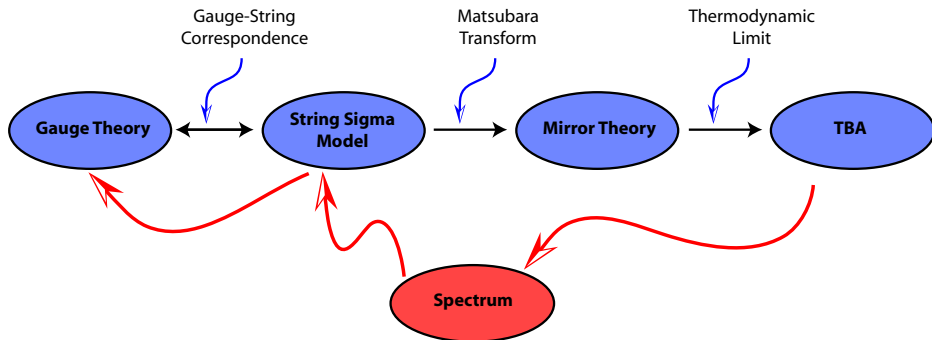 Gauge-String
Correspondence
Matsubara
Transform
Thermodynamic
Limit
Gauge Theory
String Sigma
Model
Mirror Theory
TBA
Spectrum